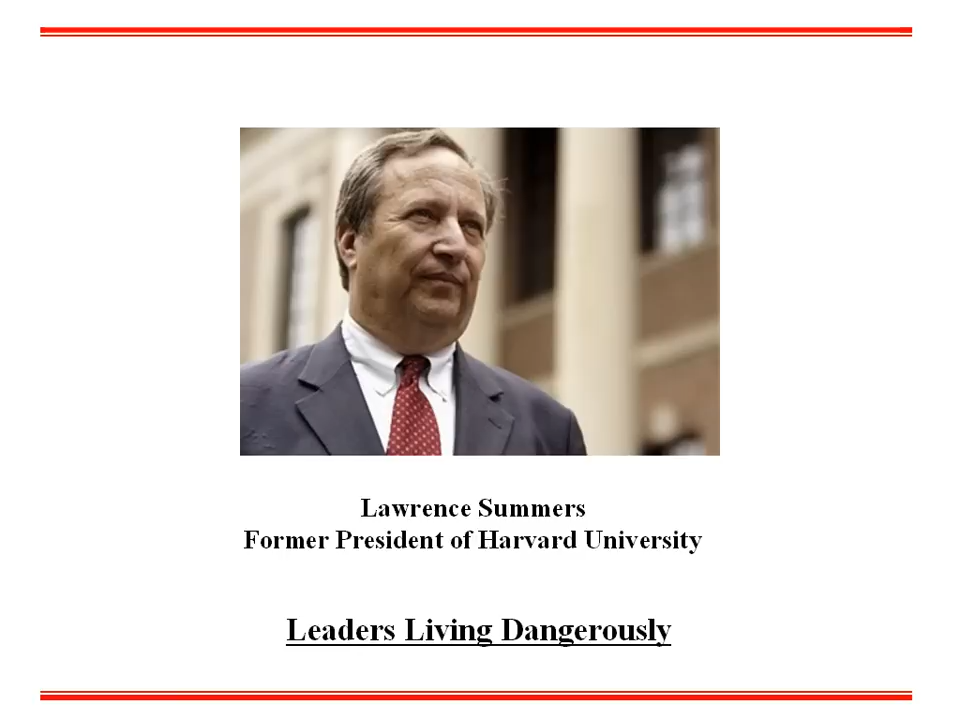 Lawrence Summers
Former President of Harvard University
Leaders Living Dangerously